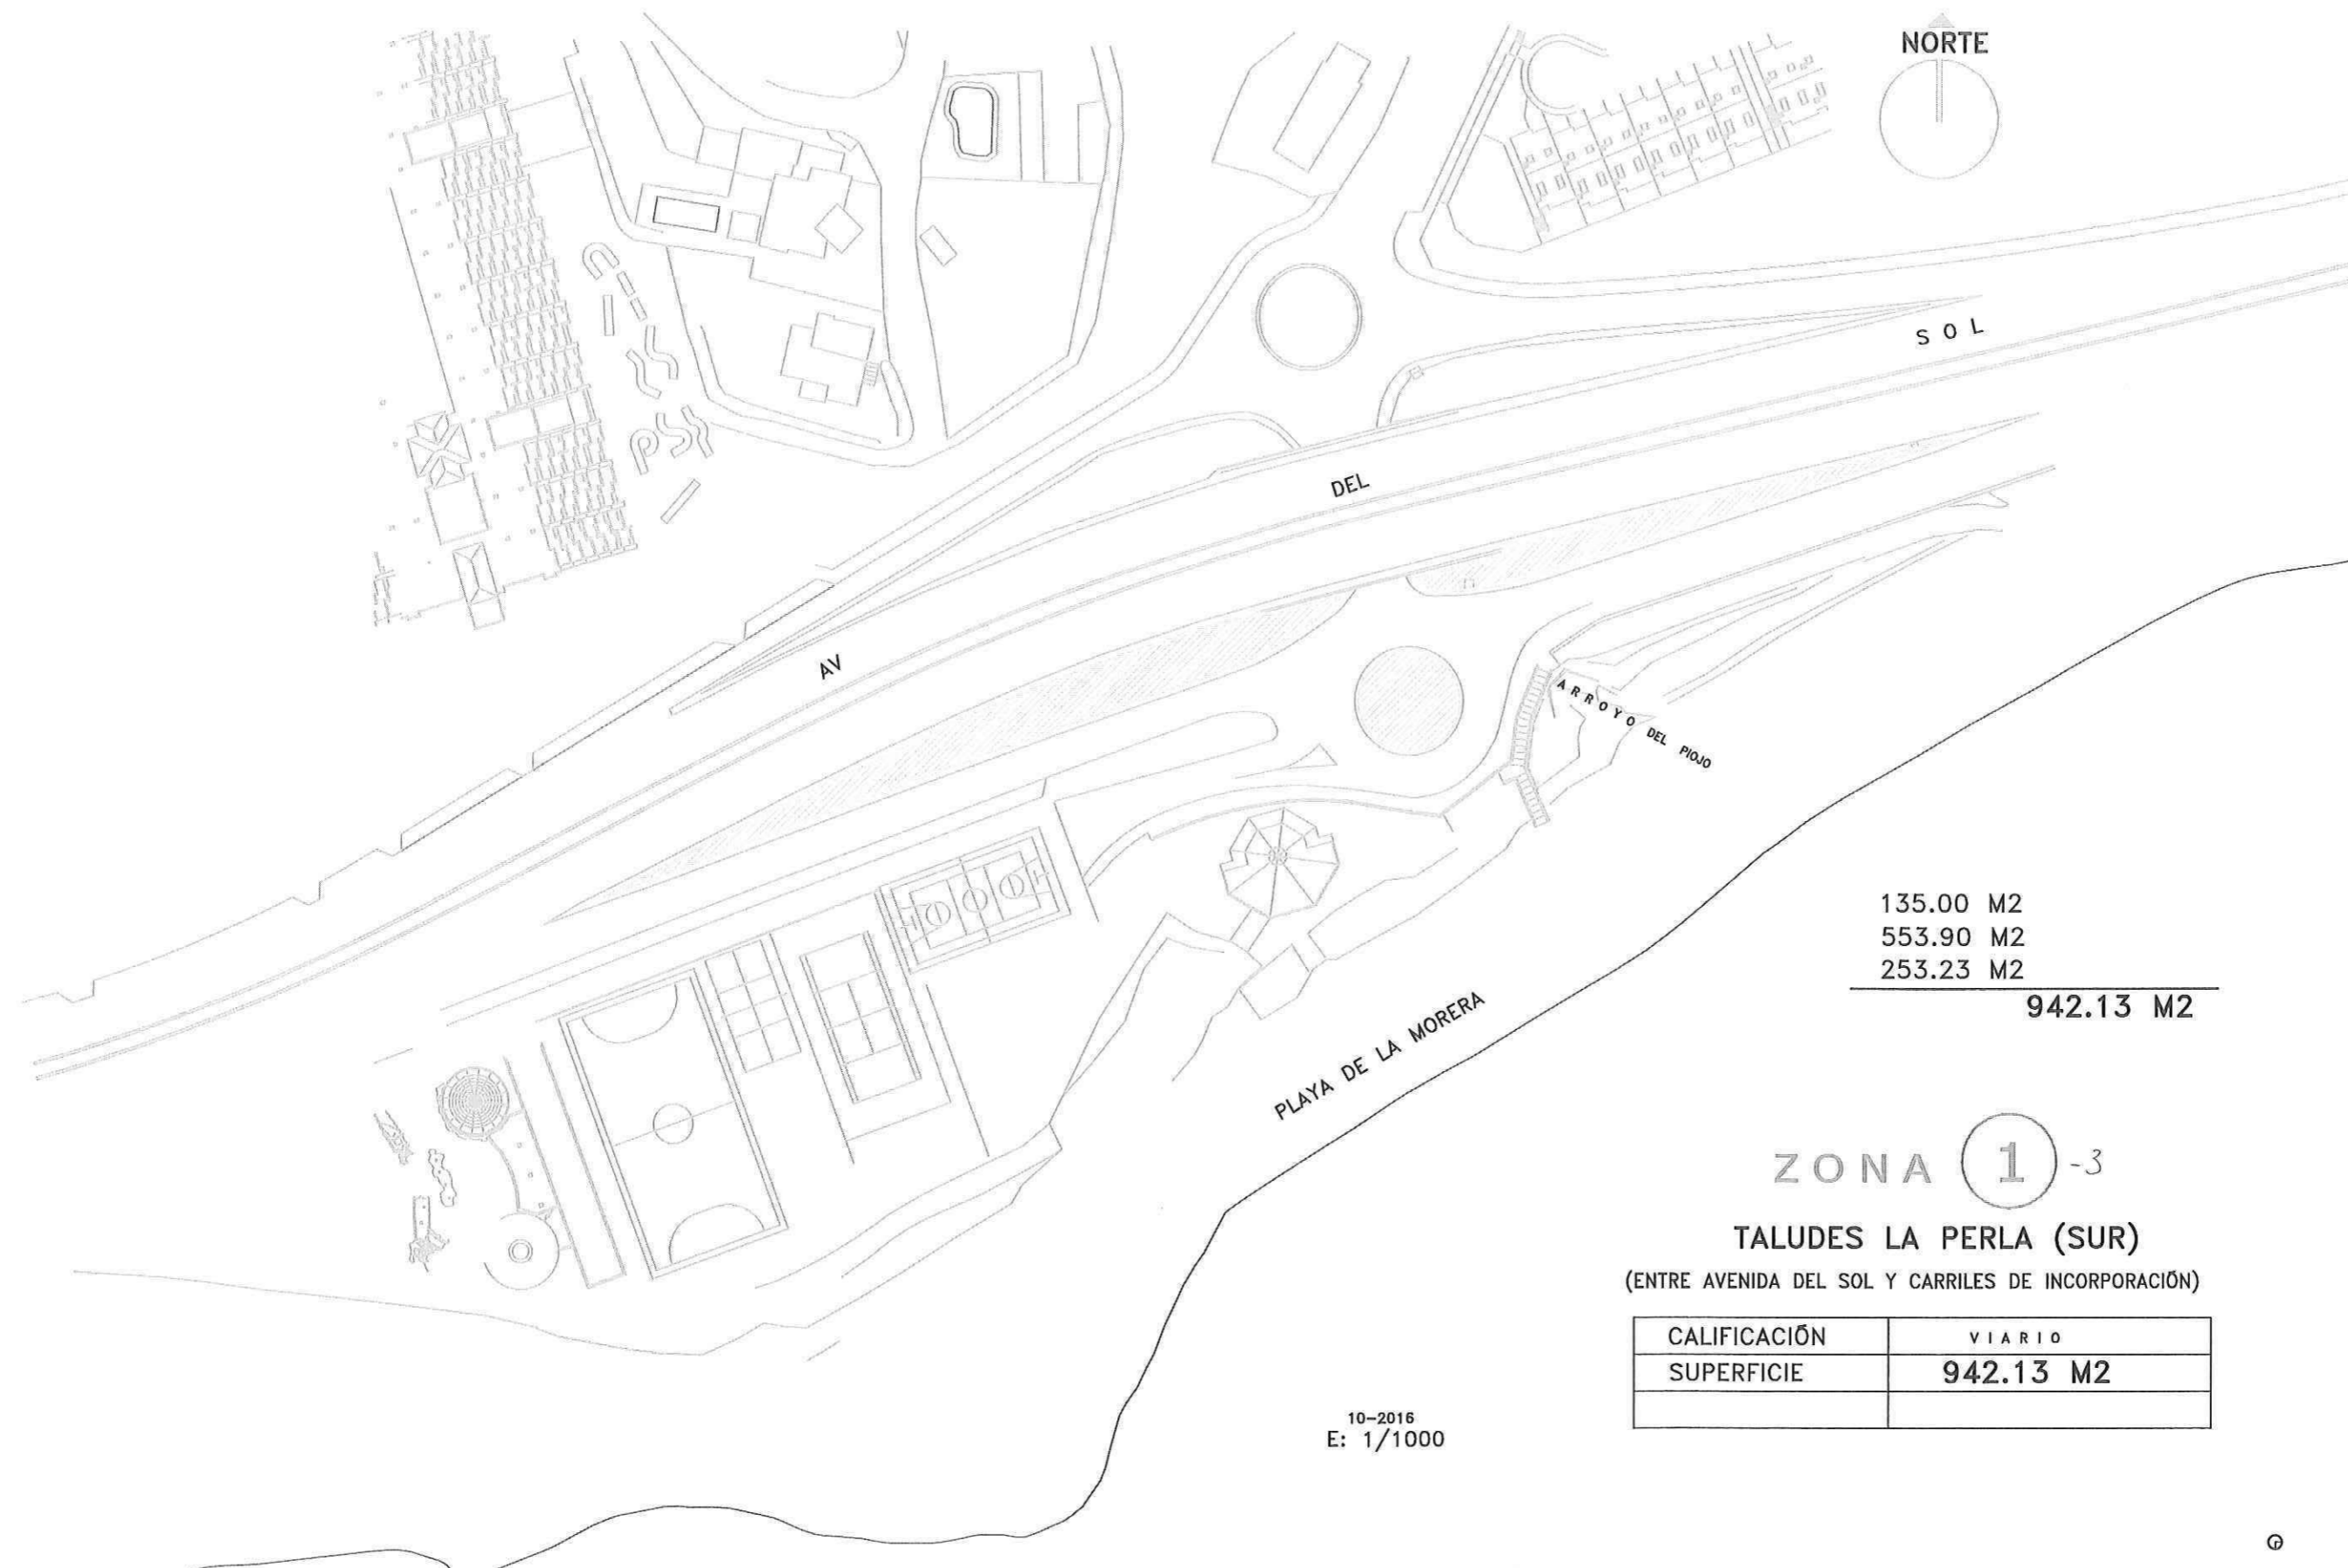 NORTE
SOL
DEL
AV
ARROYO DEL PIOJO
PLAYA DE LA MORERA
135.00 M2
553.90 M2
253.23 M2
942.13 M2
ZONA 1 -3
TALUDES LA PERLA (SUR)
(ENTRE AVENIDA DEL SOL Y CARRILES DE INCORPORACIÓN)
CALIFICACIÓN VIARIO
SUPERFICIE 942.13 M2
10-2016
E: 1/1000